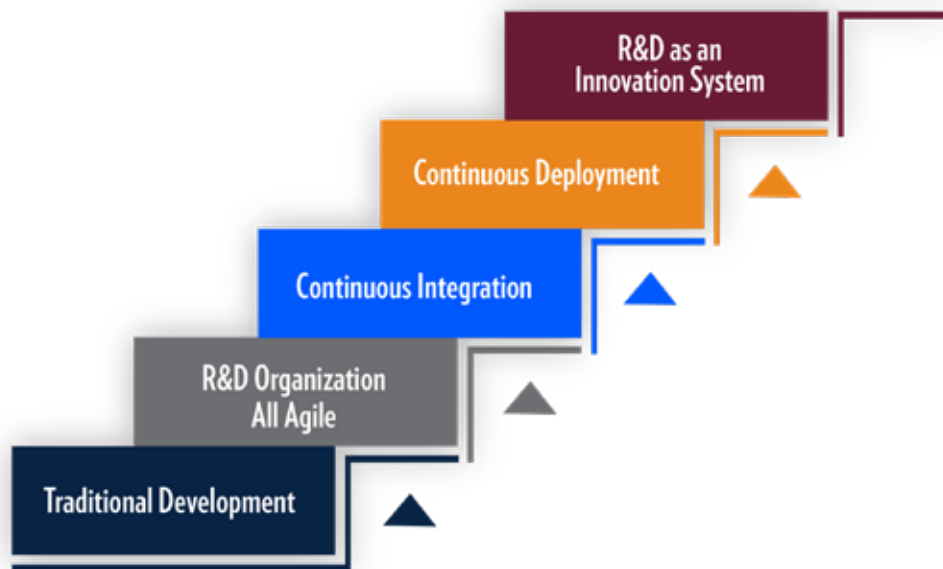 R&D as an
Innovation System
Continuous Deployment
Continuous Integration
R&D Organization
All Agile
Traditional Development